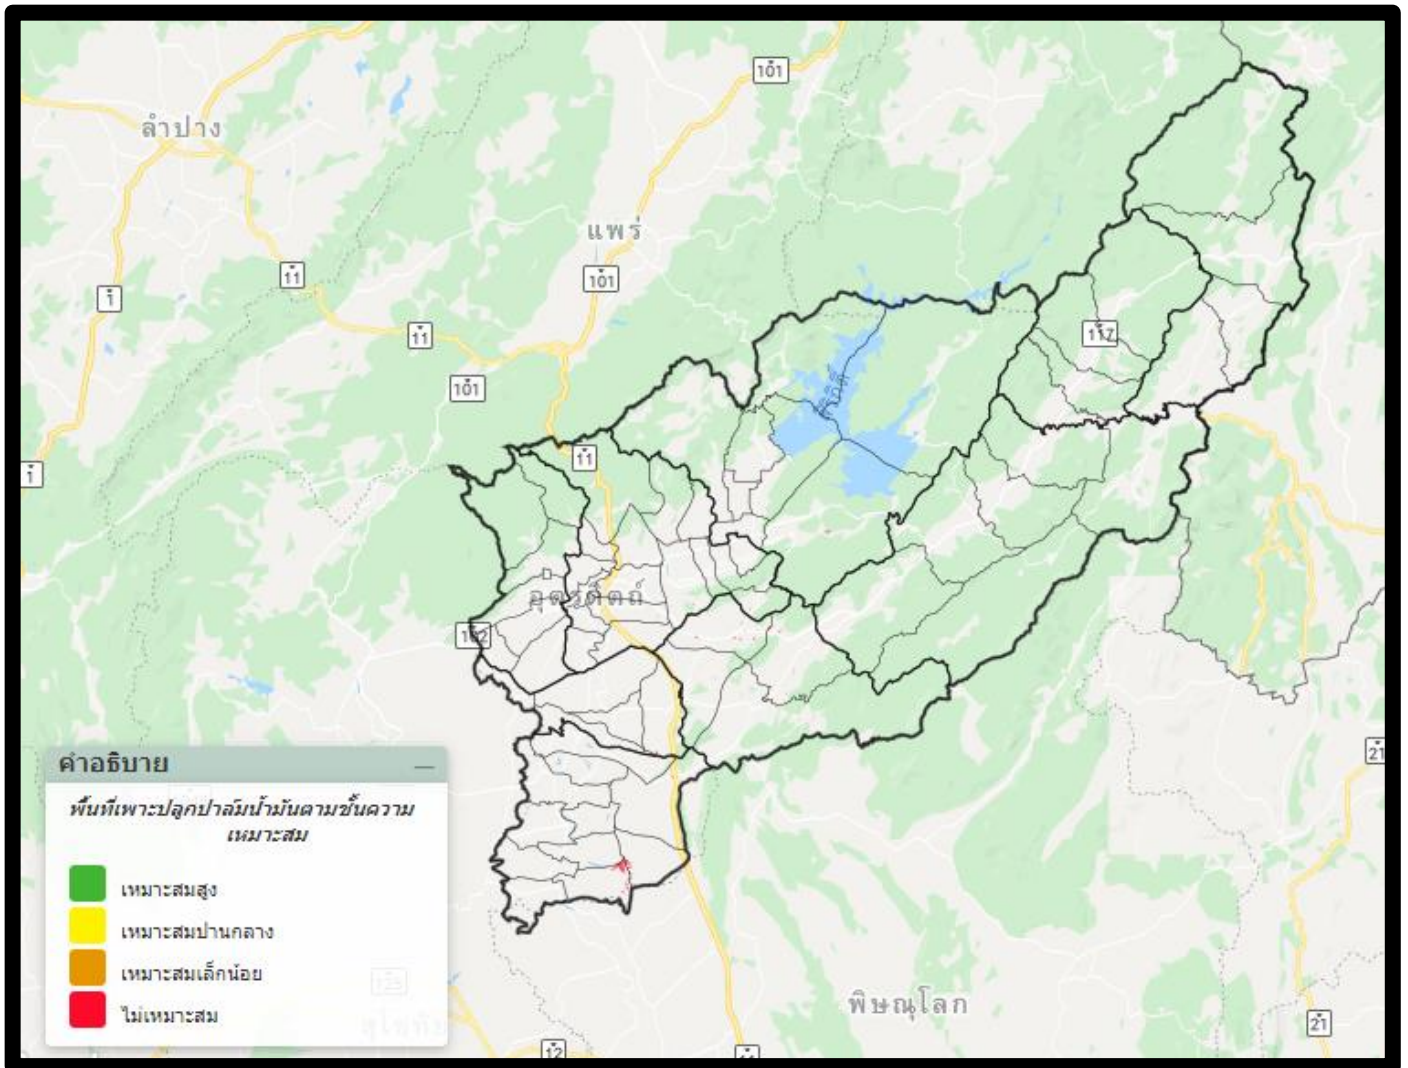 101
ลำปาง
แพร่
101
11
1
11
117
101
สิริกิติ์
11
1
อุตรดิตถ์
102
21
คำอธิบาย
พื้นที่เพาะปลูกปาล์มน้ำมันตามชั้นความ
เหมาะสม
เหมาะสมสูง
เหมาะสมปานกลาง
เหมาะสมเล็กน้อย
ไม่เหมาะสม
125
พิษณุโลก
21
12